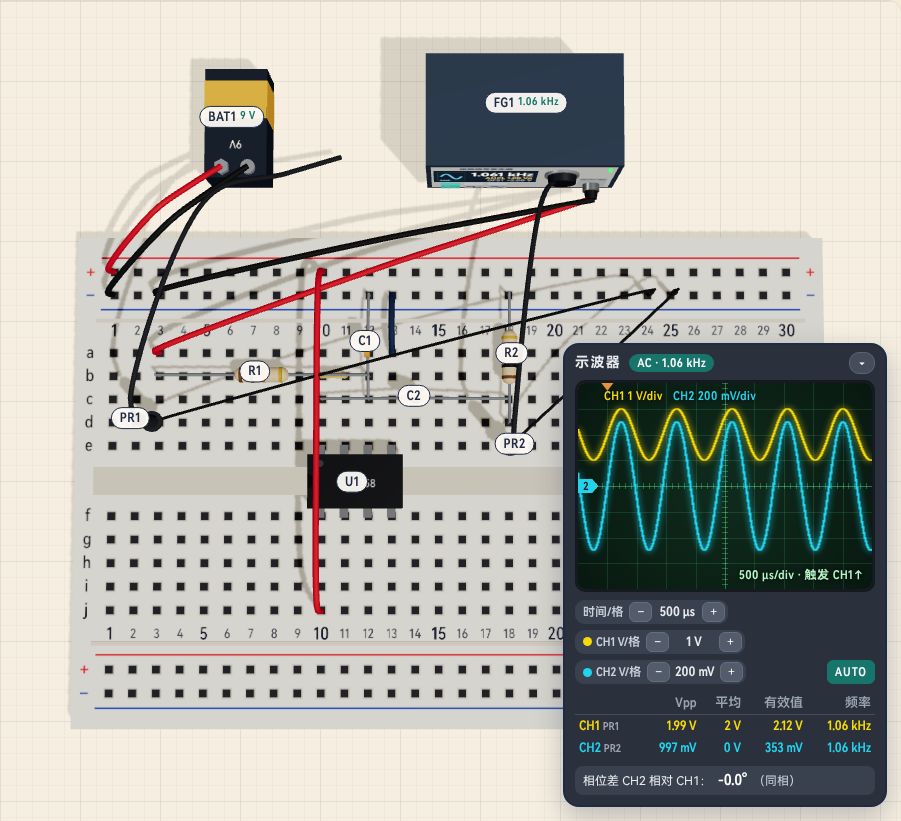 BAT1 9 V
9V
FG1 1.06 kHz
1.061 kHz
+ +
− −
1 2 3 5 6 7 8 9 10 11 12 13 14 15 16 17 18 19 20 21 22 23 24 25 26 27 28 29 30
a
b
c
d
e
R1
C1
R2
C2
PR1
PR2
U1
f
g
h
i
j
1 2 3 4 5 6 7 8 9 10 11 12 13 14 15 16 17 18 19 20
+
−
示波器 AC · 1.06 kHz
CH1 1 V/div CH2 200 mV/div
2
500 µs/div · 触发 CH1↑
时间/格 − 500 µs +
CH1 V/格 − 1 V +
CH2 V/格 − 200 mV + AUTO
Vpp 平均 有效值 频率
CH1 PR1 1.99 V 2 V 2.12 V 1.06 kHz
CH2 PR2 997 mV 0 V 353 mV 1.06 kHz
相位差 CH2 相对 CH1: -0.0° （同相）